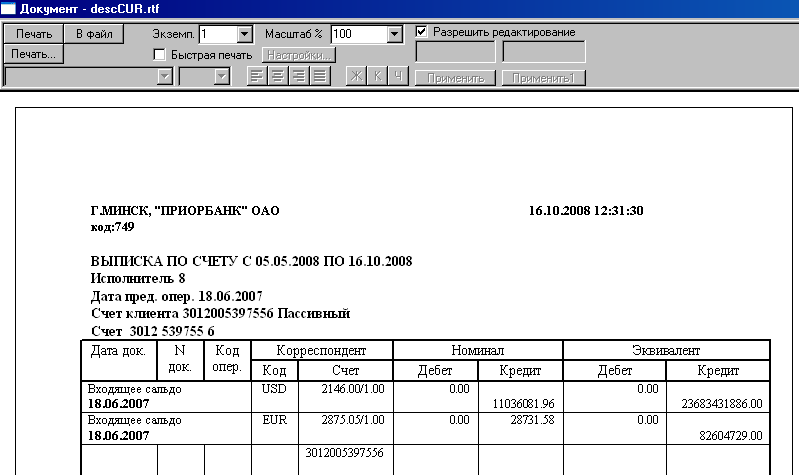 Документ - descCUR.rtf
Печать В файл Экземп. 1 Масштаб % 100 Разрешить редактирование
Печать... Быстрая печать Настройки...
Ж К Ч Применить Применить1
Г.МИНСК, "ПРИОРБАНК" ОАО 16.10.2008 12:31:30
код:749
ВЫПИСКА ПО СЧЕТУ С 05.05.2008 ПО 16.10.2008
Исполнитель 8
Дата пред. опер. 18.06.2007
Счет клиента 3012005397556 Пассивный
Счет 3012 539755 6
Дата док. N док. Код опер. Корреспондент Номинал Эквивалент
Код Счет Дебет Кредит Дебет Кредит
Входящее сальдо USD 2146.00/1.00 0.00 0.00
18.06.2007 11036081.96 23683431886.00
Входящее сальдо EUR 2875.05/1.00 0.00 28731.58 0.00
18.06.2007 82604729.00
3012005397556